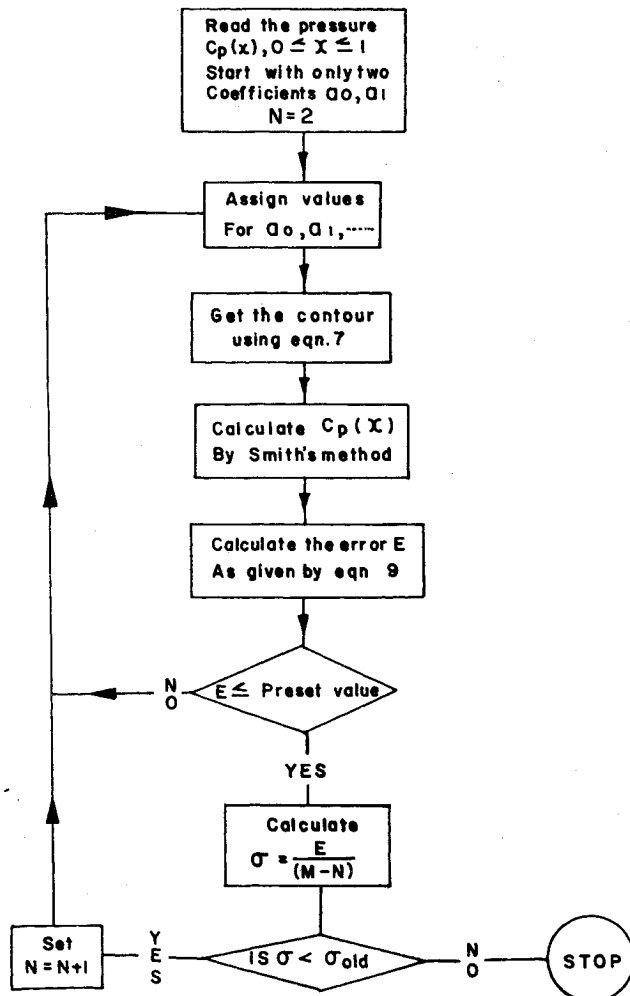 Read the pressure
Cp(x), 0 ≤ x ≤ 1
Start with only two
Coefficients a0, a1
N=2
Assign values
For a0, a1, ·····
Get the contour
using eqn. 7
Calculate Cp(x)
By Smith's method
Calculate the error E
As given by eqn 9
E ≤ Preset value
NO
YES
Calculate
σ = E/(M-N)
Set
N=N+1
YES
is σ < σold
NO
STOP